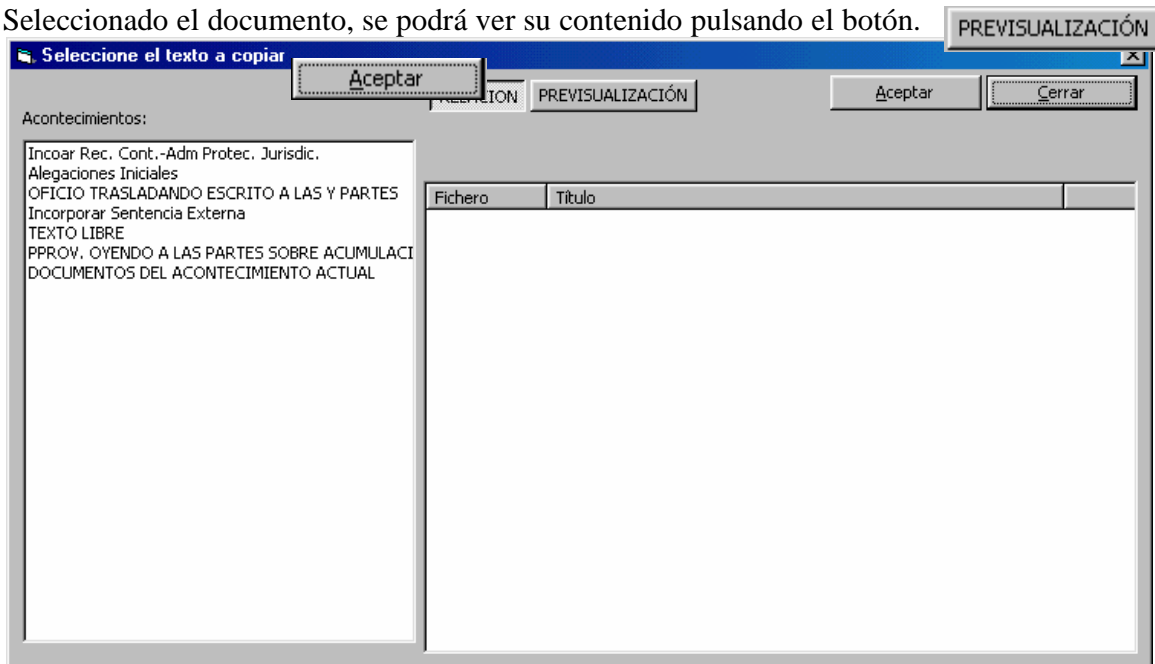 Seleccionado el documento, se podrá ver su contenido pulsando el botón. PREVISUALIZACIÓN
Seleccione el texto a copiar
Aceptar
PREVISUALIZACIÓN Aceptar Cerrar
Acontecimientos:
Incoar Rec. Cont.-Adm Protec. Jurisdic.
Alegaciones Iniciales
OFICIO TRASLADANDO ESCRITO A LAS Y PARTES
Incorporar Sentencia Externa
TEXTO LIBRE
PPROV. OYENDO A LAS PARTES SOBRE ACUMULACI
DOCUMENTOS DEL ACONTECIMIENTO ACTUAL
Fichero Título